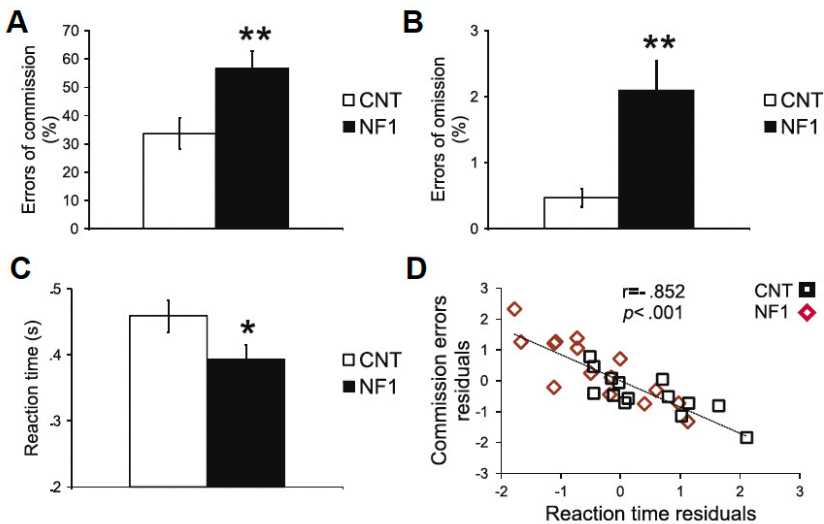 A
Errors of commission
(%)
70
60
50
40
30
20
10
0
**
CNT
NF1
B
Errors of omission
(%)
3
2
1
0
**
CNT
NF1
C
Reaction time (s)
.5
.4
.3
.2
*
CNT
NF1
D
Commission errors
residuals
3
2
1
0
-1
-2
-3
r=- .852
p< .001
CNT
NF1
-2 -1 0 1 2 3
Reaction time residuals